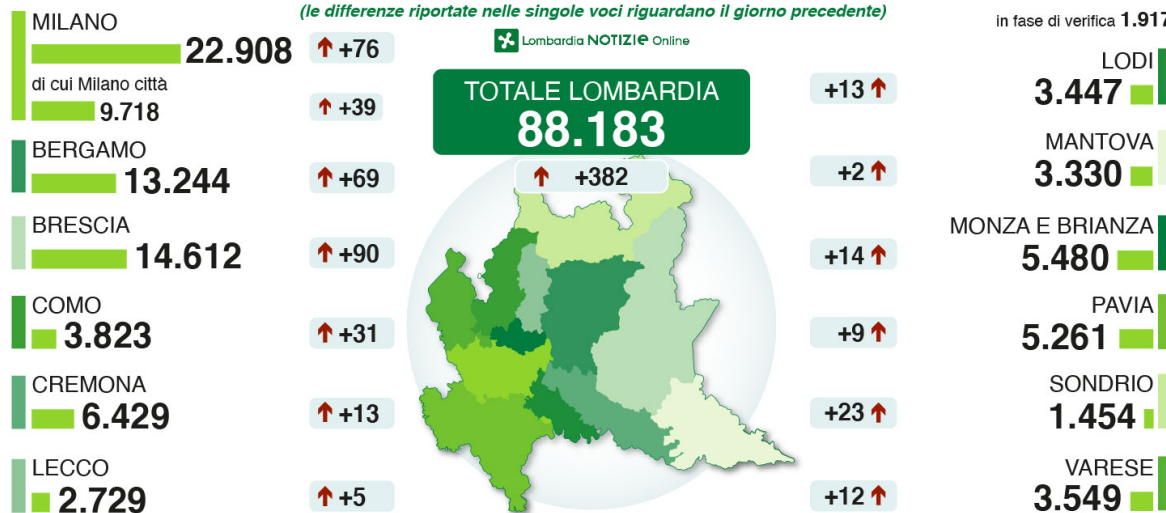 (le differenze riportate nelle singole voci riguardano il giorno precedente)
Lombardia NOTIZIE Online
in fase di verifica 1.917
TOTALE LOMBARDIA
88.183
+382
MILANO
22.908
+76
di cui Milano città
9.718
+39
BERGAMO
13.244
+69
BRESCIA
14.612
+90
COMO
3.823
+31
CREMONA
6.429
+13
LECCO
2.729
+5
LODI
+13
3.447
MANTOVA
+2
3.330
MONZA E BRIANZA
+14
5.480
PAVIA
+9
5.261
SONDRIO
+23
1.454
VARESE
+12
3.549